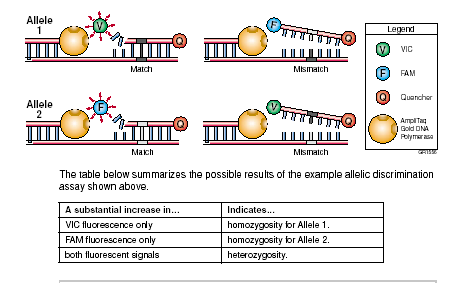 Allele
1
V
Q
F
Q
Match
Mismatch
Allele
2
F
Q
V
Q
Match
Mismatch
Legend
V VIC
F FAM
Q Quencher
AmpliTaq
Gold DNA
Polymerase
GR1556
The table below summarizes the possible results of the example allelic discrimination
assay shown above.
A substantial increase in... Indicates...
VIC fluorescence only homozygosity for Allele 1.
FAM fluorescence only homozygosity for Allele 2.
both fluorescent signals heterozygosity.